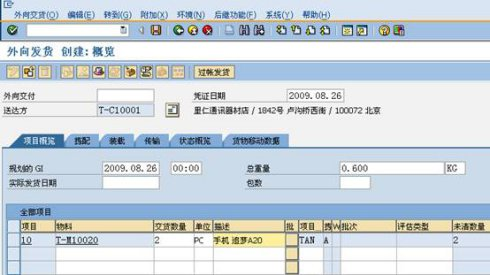 外向交货(O) 编辑(E) 转到(G) 附加(X) 环境(N) 后继功能(F) 系统(Y) 帮助(H)
外向发货 创建: 概览
过帐发货
外向交付 凭证日期 2009.08.26
送达方 T-C10001 里仁通讯器材店 / 1842号 卢沟桥西街 / 100072 北京
项目概览 拣配 装载 传输 状态概览 货物移动数据
规划的 GI 2009.08.26 00:00 总重量 0.600 KG
实际发货日期 包数
全部项目
项目 物料 交货数量 单位 描述 批 项目 拣 W 批次 评估类型 未清数量
10 T-M10020 2 PC 手机 追梦A20 TAN A 2